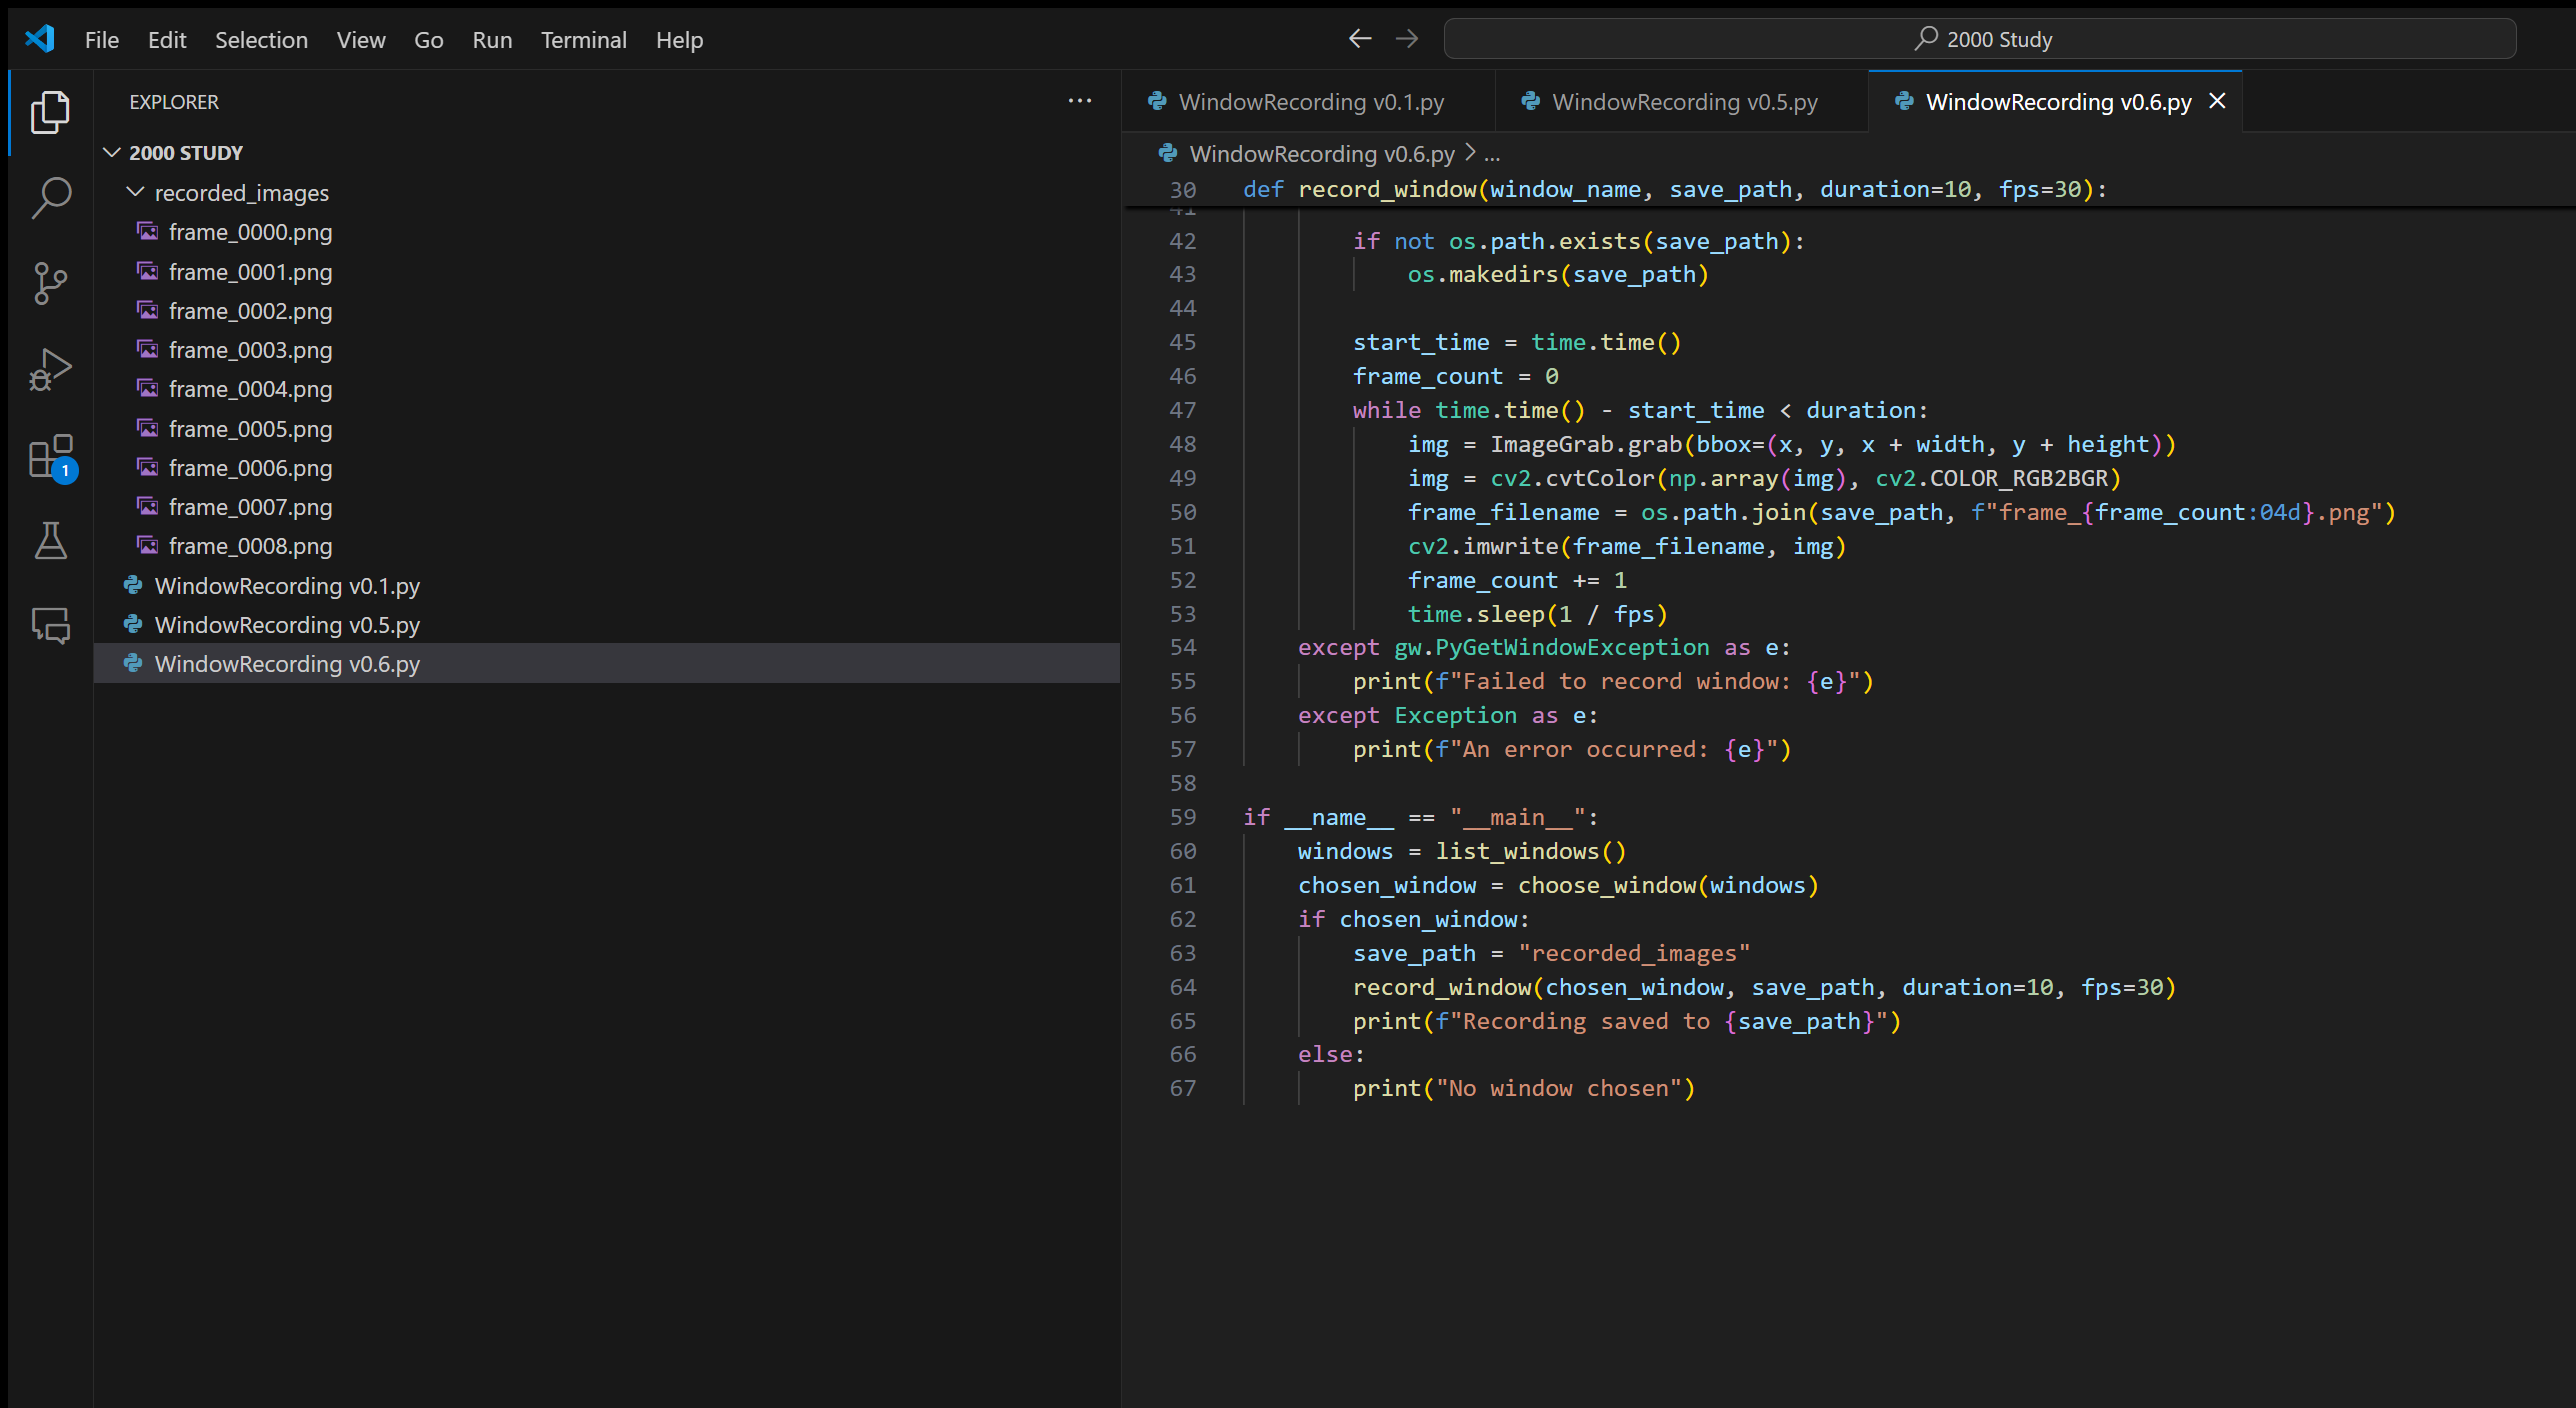 File Edit Selection View Go Run Terminal Help
2000 Study
EXPLORER
2000 STUDY
recorded_images
frame_0000.png
frame_0001.png
frame_0002.png
frame_0003.png
frame_0004.png
frame_0005.png
frame_0006.png
frame_0007.png
frame_0008.png
WindowRecording v0.1.py
WindowRecording v0.5.py
WindowRecording v0.6.py
1
WindowRecording v0.1.py WindowRecording v0.5.py WindowRecording v0.6.py
WindowRecording v0.6.py > ...
30 def record_window(window_name, save_path, duration=10, fps=30):
41
42 if not os.path.exists(save_path):
43 os.makedirs(save_path)
44
45 start_time = time.time()
46 frame_count = 0
47 while time.time() - start_time < duration:
48 img = ImageGrab.grab(bbox=(x, y, x + width, y + height))
49 img = cv2.cvtColor(np.array(img), cv2.COLOR_RGB2BGR)
50 frame_filename = os.path.join(save_path, f"frame_{frame_count:04d}.png")
51 cv2.imwrite(frame_filename, img)
52 frame_count += 1
53 time.sleep(1 / fps)
54 except gw.PyGetWindowException as e:
55 print(f"Failed to record window: {e}")
56 except Exception as e:
57 print(f"An error occurred: {e}")
58
59 if __name__ == "__main__":
60 windows = list_windows()
61 chosen_window = choose_window(windows)
62 if chosen_window:
63 save_path = "recorded_images"
64 record_window(chosen_window, save_path, duration=10, fps=30)
65 print(f"Recording saved to {save_path}")
66 else:
67 print("No window chosen")